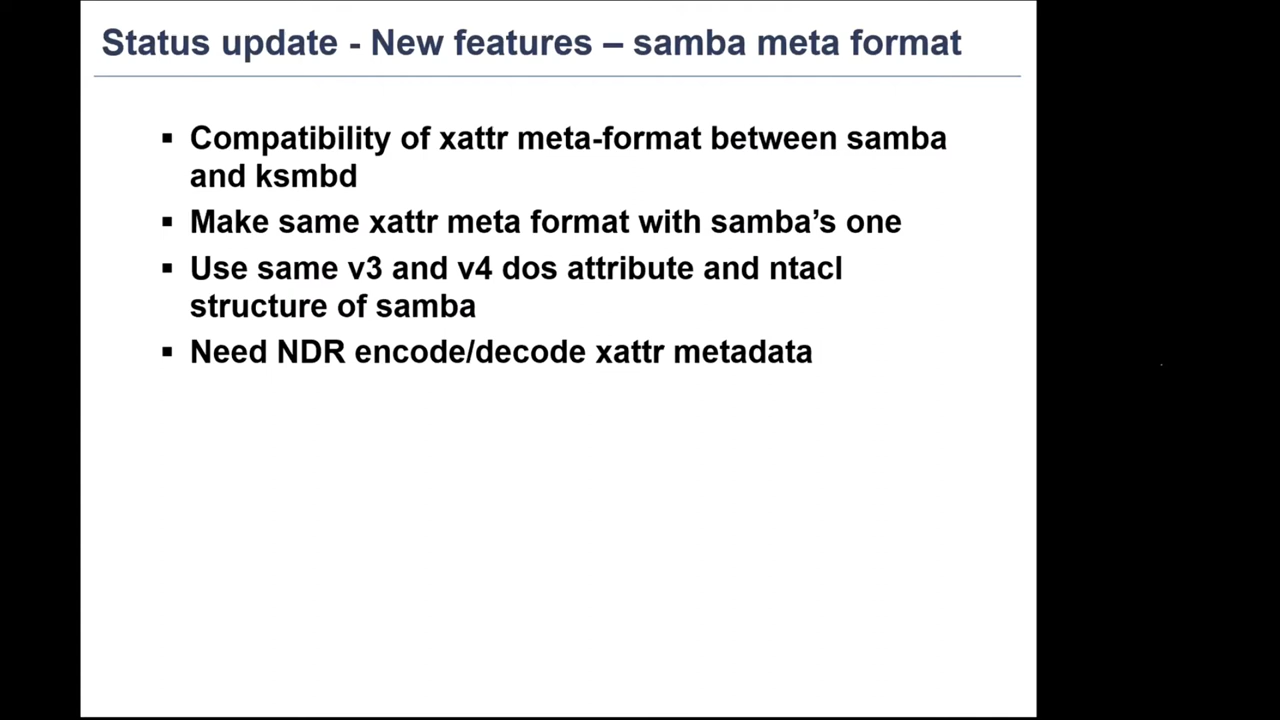 Status update - New features – samba meta format
▪ Compatibility of xattr meta-format between samba
and ksmbd
▪ Make same xattr meta format with samba’s one
▪ Use same v3 and v4 dos attribute and ntacl
structure of samba
▪ Need NDR encode/decode xattr metadata